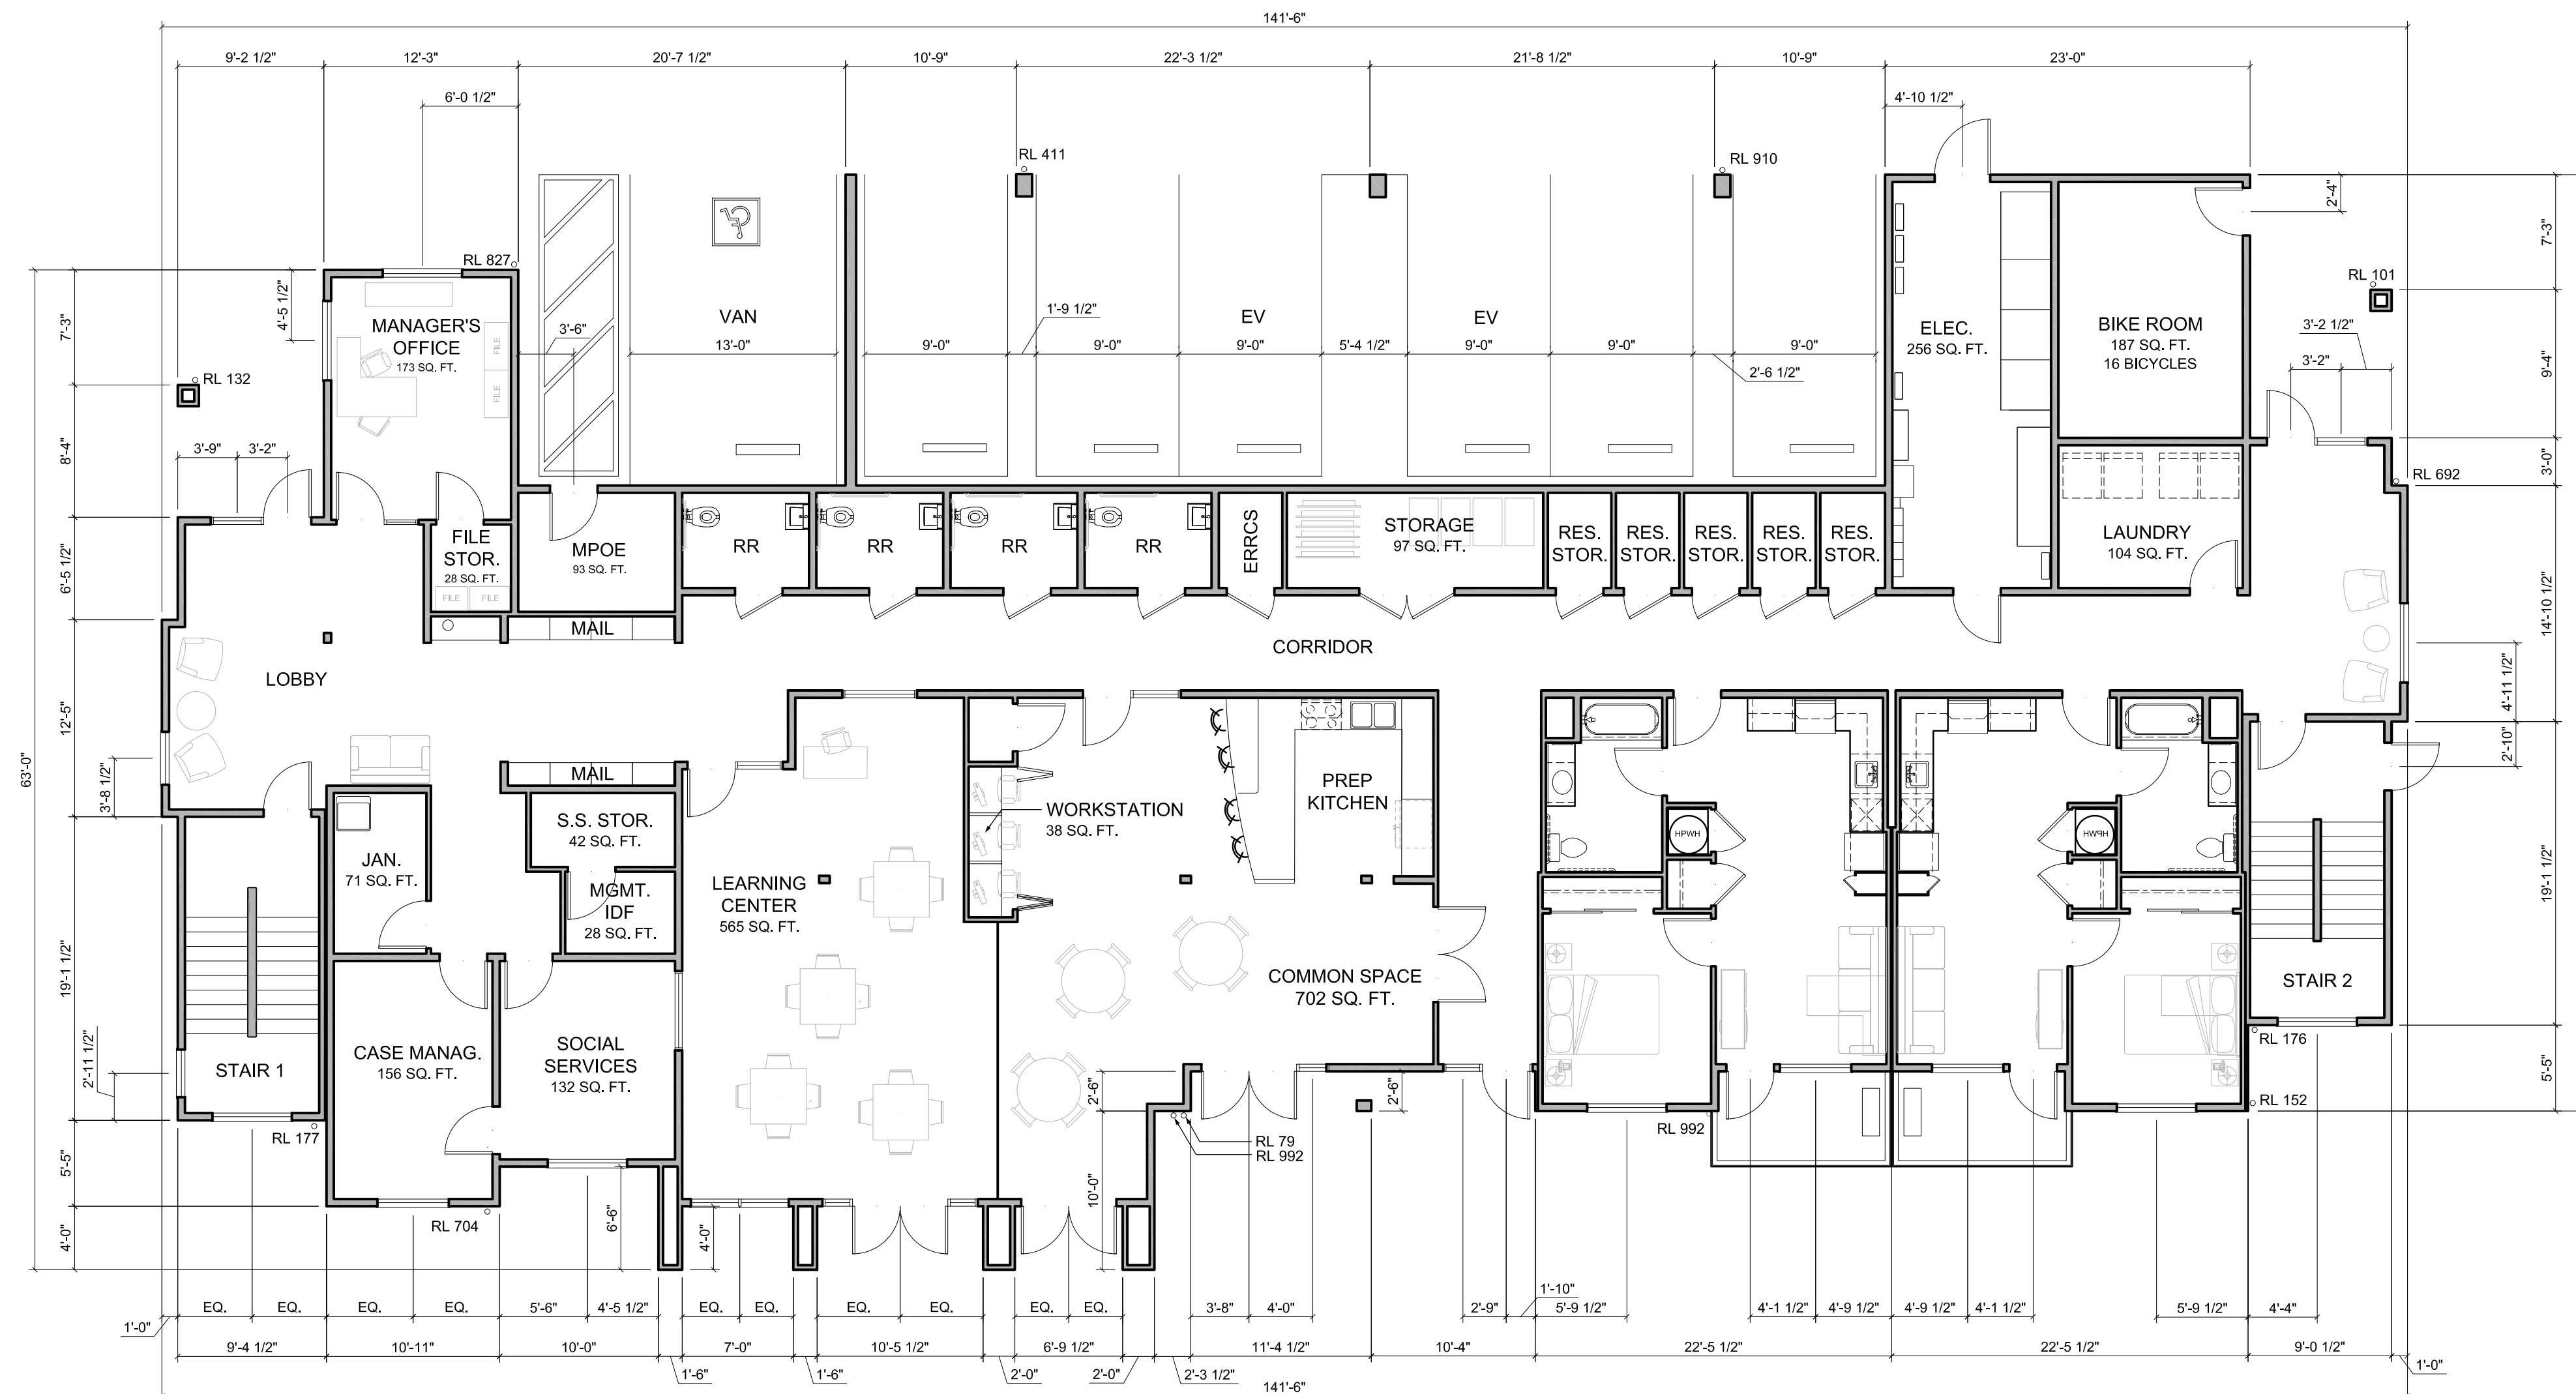 141'-6"
9'-2 1/2"
12'-3"
20'-7 1/2"
10'-9"
22'-3 1/2"
21'-8 1/2"
10'-9"
23'-0"
6'-0 1/2"
4'-10 1/2"
RL 411
RL 910
2'-4"
7'-3"
RL 827
RL 101
4'-5 1/2"
7'-3"
MANAGER'S
OFFICE
173 SQ. FT.
FILE
FILE
3'-6"
VAN
13'-0"
1'-9 1/2"
EV
EV
9'-0"
9'-0"
9'-0"
5'-4 1/2"
9'-0"
9'-0"
9'-0"
2'-6 1/2"
ELEC.
256 SQ. FT.
BIKE ROOM
187 SQ. FT.
16 BICYCLES
3'-2 1/2"
3'-2"
9'-4"
RL 132
8'-4"
3'-9"
3'-2"
3'-0"
RL 692
FILE
STOR.
28 SQ. FT.
FILE
FILE
MPOE
93 SQ. FT.
RR
RR
RR
RR
ERRCS
STORAGE
97 SQ. FT.
RES.
STOR.
RES.
STOR.
RES.
STOR.
RES.
STOR.
RES.
STOR.
LAUNDRY
104 SQ. FT.
6'-5 1/2"
14'-10 1/2"
MAIL
CORRIDOR
LOBBY
12'-5"
4'-11 1/2"
63'-0"
3'-8 1/2"
2'-10"
MAIL
S.S. STOR.
42 SQ. FT.
WORKSTATION
38 SQ. FT.
PREP
KITCHEN
HPWH
HPWH
JAN.
71 SQ. FT.
MGMT.
IDF
28 SQ. FT.
LEARNING
CENTER
565 SQ. FT.
19'-1 1/2"
19'-1 1/2"
COMMON SPACE
702 SQ. FT.
STAIR 2
2'-11 1/2"
STAIR 1
CASE MANAG.
156 SQ. FT.
SOCIAL
SERVICES
132 SQ. FT.
RL 176
5'-5"
2'-6"
2'-6"
RL 152
RL 177
RL 79
RL 992
RL 992
5'-5"
10'-0"
RL 704
6'-6"
4'-0"
4'-0"
1'-0"
EQ.
EQ.
EQ.
EQ.
5'-6"
4'-5 1/2"
EQ.
EQ.
EQ.
EQ.
EQ.
EQ.
3'-8"
4'-0"
2'-9"
1'-10"
5'-9 1/2"
4'-1 1/2"
4'-9 1/2"
4'-9 1/2"
4'-1 1/2"
5'-9 1/2"
4'-4"
9'-4 1/2"
10'-11"
10'-0"
1'-6"
7'-0"
1'-6"
10'-5 1/2"
2'-0"
6'-9 1/2"
2'-0"
2'-3 1/2"
11'-4 1/2"
10'-4"
22'-5 1/2"
22'-5 1/2"
9'-0 1/2"
1'-0"
141'-6"